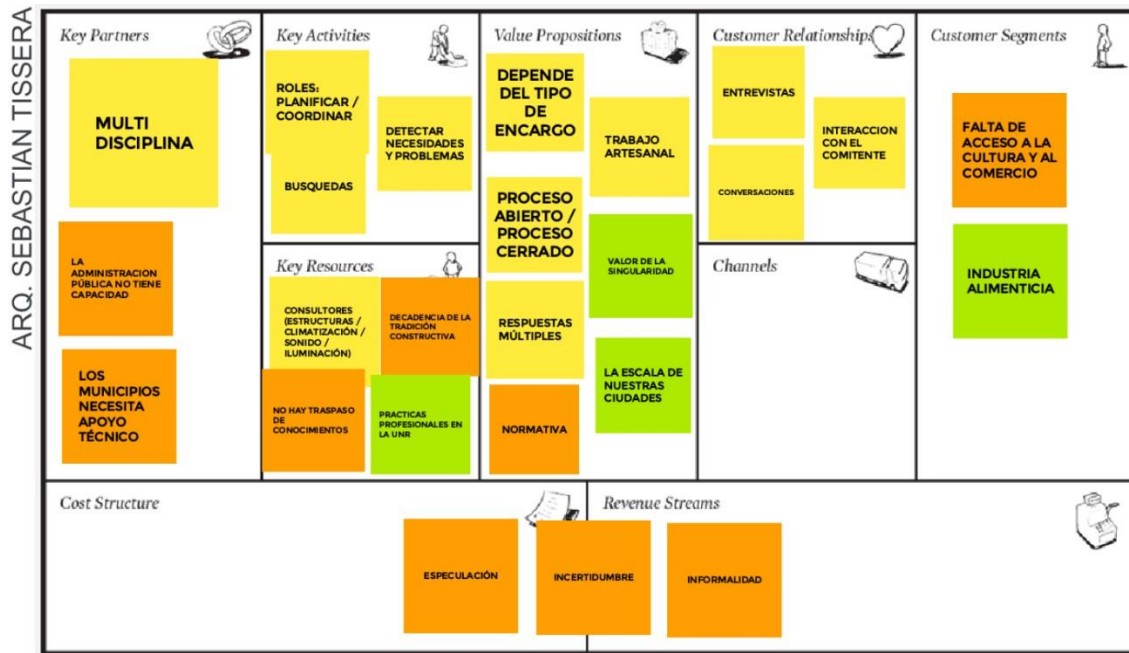 ARQ. SEBASTIAN TISSERA
Key Partners
MULTI
DISCIPLINA
LA
ADMINISTRACION
PÚBLICA NO TIENE
CAPACIDAD
LOS
MUNICIPIOS
NECESITA
APOYO
TÉCNICO
Key Activities
ROLES:
PLANIFICAR /
COORDINAR
DETECTAR
NECESIDADES
Y PROBLEMAS
BUSQUEDAS
Key Resources
CONSULTORES
(ESTRUCTURAS /
CLIMATIZACIÓN /
SONIDO /
ILUMINACIÓN)
DECADENCIA DE LA
TRADICIÓN
CONSTRUCTIVA
NO HAY TRASPASO
DE
CONOCIMIENTOS
PRACTICAS
PROFESIONALES EN
LA UNR
Value Propositions
DEPENDE
DEL TIPO DE
ENCARGO
TRABAJO
ARTESANAL
PROCESO
ABIERTO /
PROCESO
CERRADO
VALOR DE LA
SINGULARIDAD
RESPUESTAS
MÚLTIPLES
LA ESCALA DE
NUESTRAS
CIUDADES
NORMATIVA
Customer Relationships
ENTREVISTAS
INTERACCION
CON EL
COMITENTE
CONVERSACIONES
Channels
Customer Segments
FALTA DE
ACCESO A LA
CULTURA Y AL
COMERCIO
INDUSTRIA
ALIMENTICIA
Cost Structure
ESPECULACIÓN
INCERTIDUMBRE
Revenue Streams
INFORMALIDAD